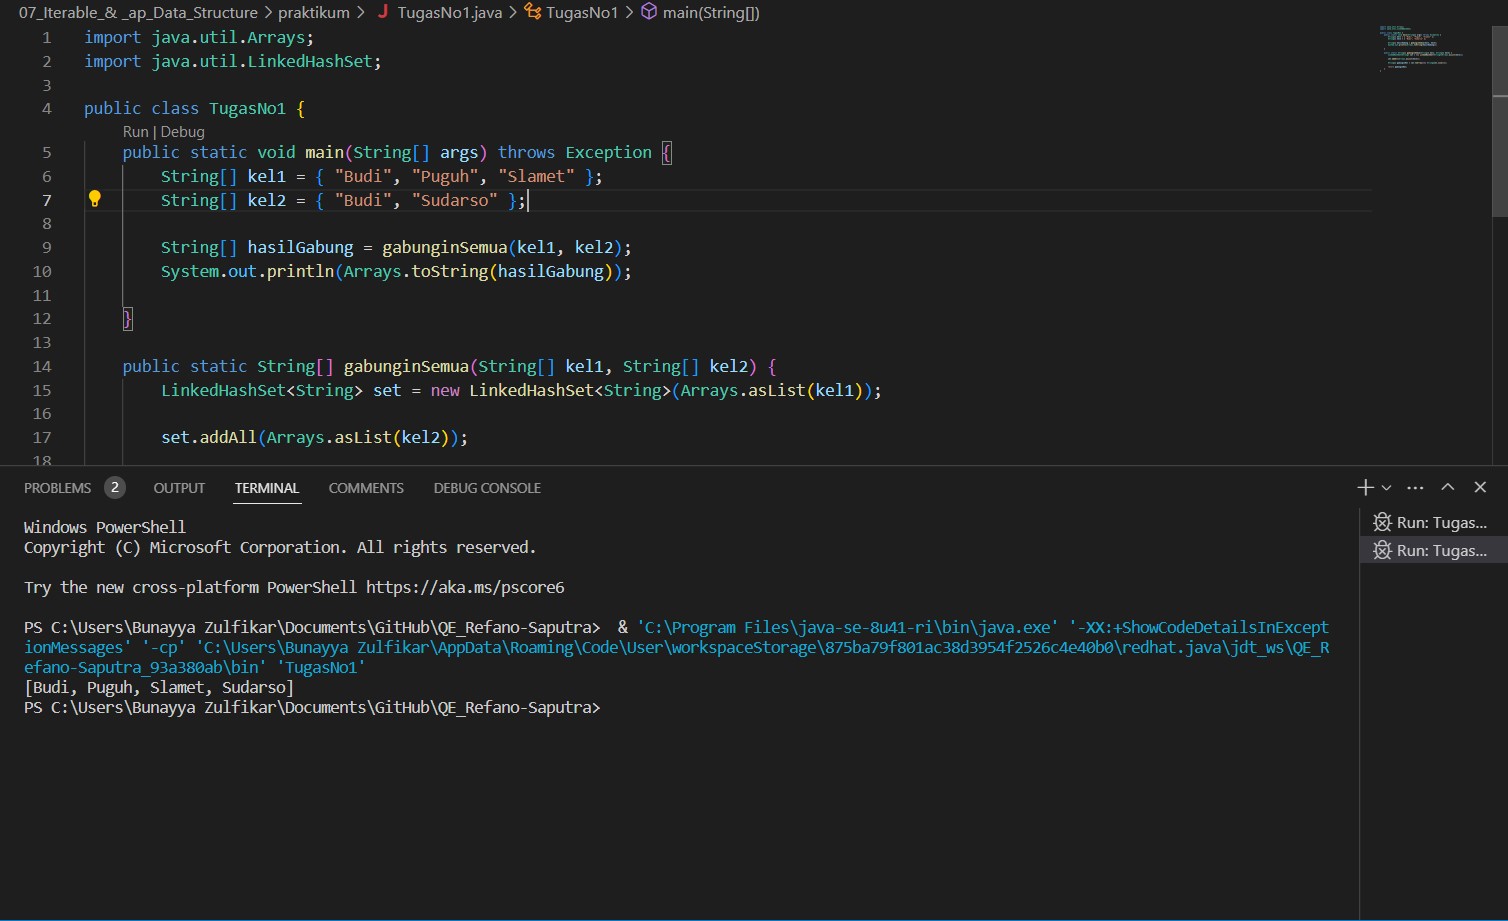 07_Iterable_& _ap_Data_Structure > praktikum > J TugasNo1.java > TugasNo1 > main(String[])
1 import java.util.Arrays;
2 import java.util.LinkedHashSet;
3
4 public class TugasNo1 {
Run | Debug
5 public static void main(String[] args) throws Exception {
6 String[] kel1 = { "Budi", "Puguh", "Slamet" };
7 String[] kel2 = { "Budi", "Sudarso" };
8
9 String[] hasilGabung = gabunginSemua(kel1, kel2);
10 System.out.println(Arrays.toString(hasilGabung));
11
12 }
13
14 public static String[] gabunginSemua(String[] kel1, String[] kel2) {
15 LinkedHashSet<String> set = new LinkedHashSet<String>(Arrays.asList(kel1));
16
17 set.addAll(Arrays.asList(kel2));
18
PROBLEMS 2 OUTPUT TERMINAL COMMENTS DEBUG CONSOLE
Windows PowerShell
Copyright (C) Microsoft Corporation. All rights reserved.
Try the new cross-platform PowerShell https://aka.ms/pscore6
PS C:\Users\Bunayya Zulfikar\Documents\GitHub\QE_Refano-Saputra> & 'C:\Program Files\java-se-8u41-ri\bin\java.exe' '-XX:+ShowCodeDetailsInExcept
ionMessages' '-cp' 'C:\Users\Bunayya Zulfikar\AppData\Roaming\Code\User\workspaceStorage\875ba79f801ac38d3954f2526c4e40b0\redhat.java\jdt_ws\QE_R
efano-Saputra_93a380ab\bin' 'TugasNo1'
[Budi, Puguh, Slamet, Sudarso]
PS C:\Users\Bunayya Zulfikar\Documents\GitHub\QE_Refano-Saputra>
Run: Tugas...
Run: Tugas...